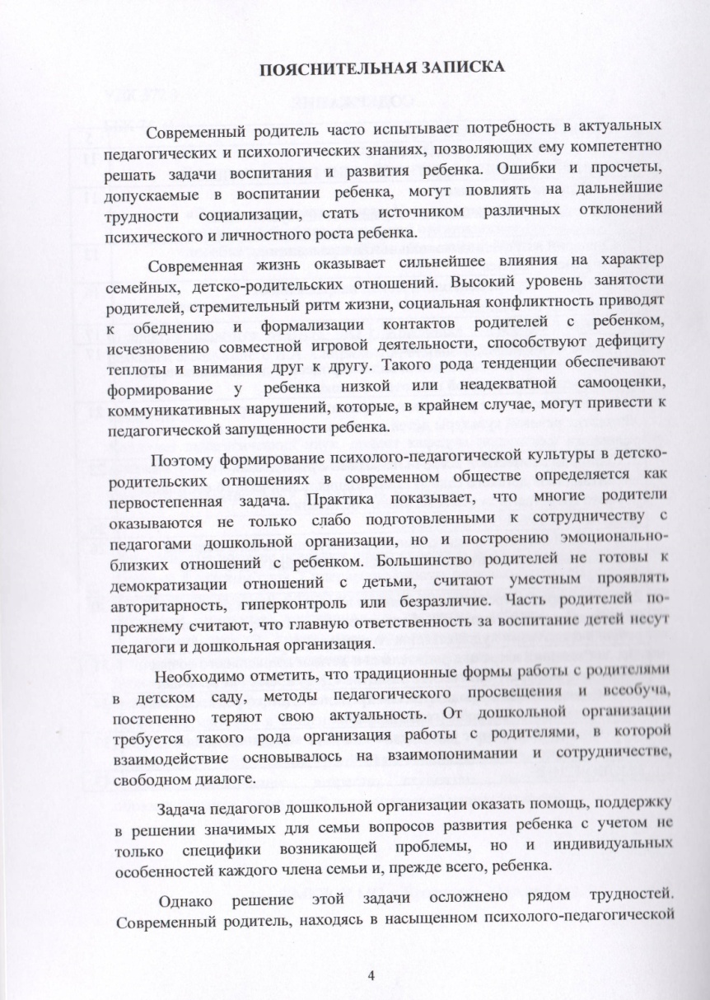 ПОЯСНИТЕЛЬНАЯ ЗАПИСКА
Современный родитель часто испытывает потребность в актуальных
педагогических и психологических знаниях, позволяющих ему компетентно
решать задачи воспитания и развития ребенка. Ошибки и просчеты,
допускаемые в воспитании ребенка, могут повлиять на дальнейшие
трудности социализации, стать источником различных отклонений
психического и личностного роста ребенка.
Современная жизнь оказывает сильнейшее влияния на характер
семейных, детско-родительских отношений. Высокий уровень занятости
родителей, стремительный ритм жизни, социальная конфликтность приводят
к обеднению и формализации контактов родителей с ребенком,
исчезновению совместной игровой деятельности, способствуют дефициту
теплоты и внимания друг к другу. Такого рода тенденции обеспечивают
формирование у ребенка низкой или неадекватной самооценки,
коммуникативных нарушений, которые, в крайнем случае, могут привести к
педагогической запущенности ребенка.
Поэтому формирование психолого-педагогической культуры в детско-
родительских отношениях в современном обществе определяется как
первостепенная задача. Практика показывает, что многие родители
оказываются не только слабо подготовленными к сотрудничеству с
педагогами дошкольной организации, но и построению эмоционально-
близких отношений с ребенком. Большинство родителей не готовы к
демократизации отношений с детьми, считают уместным проявлять
авторитарность, гиперконтроль или безразличие. Часть родителей по-
прежнему считают, что главную ответственность за воспитание детей несут
педагоги и дошкольная организация.
Необходимо отметить, что традиционные формы работы с родителями
в детском саду, методы педагогического просвещения и всеобуча,
постепенно теряют свою актуальность. От дошкольной организации
требуется такого рода организация работы с родителями, в которой
взаимодействие основывалось на взаимопонимании и сотрудничестве,
свободном диалоге.
Задача педагогов дошкольной организации оказать помощь, поддержку
в решении значимых для семьи вопросов развития ребенка с учетом не
только специфики возникающей проблемы, но и индивидуальных
особенностей каждого члена семьи и, прежде всего, ребенка.
Однако решение этой задачи осложнено рядом трудностей.
Современный родитель, находясь в насыщенном психолого-педагогической
4